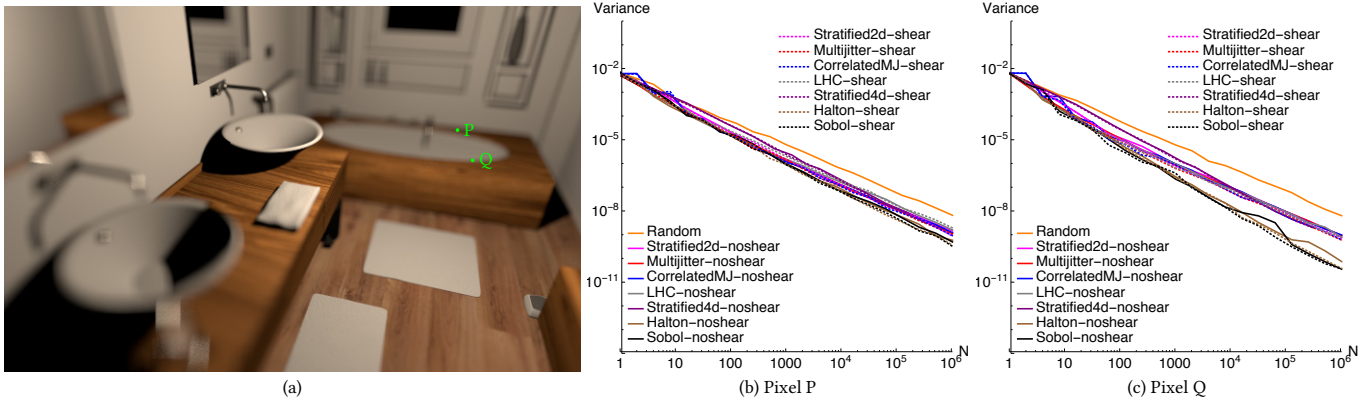 P
Q
(a)
Variance
Stratified2d-shear
Multijitter-shear
CorrelatedMJ-shear
LHC-shear
Stratified4d-shear
Halton-shear
Sobol-shear
10^-2
10^-5
10^-8
10^-11
Random
Stratified2d-noshear
Multijitter-noshear
CorrelatedMJ-noshear
LHC-noshear
Stratified4d-noshear
Halton-noshear
Sobol-noshear
1 10 100 1000 10^4 10^5 10^6 N
(b) Pixel P
Variance
Stratified2d-shear
Multijitter-shear
CorrelatedMJ-shear
LHC-shear
Stratified4d-shear
Halton-shear
Sobol-shear
10^-2
10^-5
10^-8
10^-11
Random
Stratified2d-noshear
Multijitter-noshear
CorrelatedMJ-noshear
LHC-noshear
Stratified4d-noshear
Halton-noshear
Sobol-noshear
1 10 100 1000 10^4 10^5 10^6 N
(c) Pixel Q